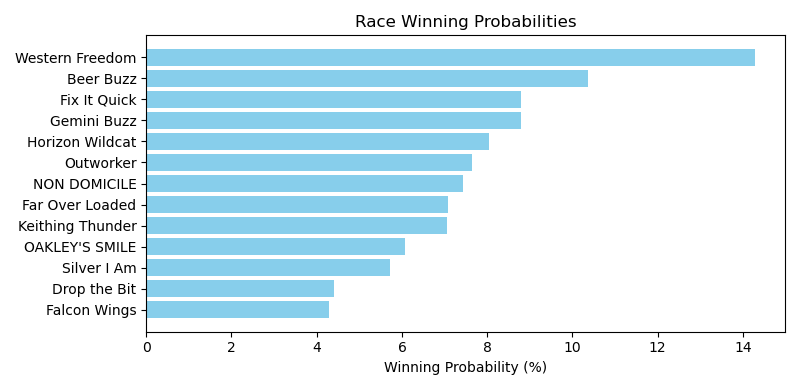 Race Winning Probabilities
Western Freedom
Beer Buzz
Fix It Quick
Gemini Buzz
Horizon Wildcat
Outworker
NON DOMICILE
Far Over Loaded
Keithing Thunder
OAKLEY'S SMILE
Silver I Am
Drop the Bit
Falcon Wings
0 2 4 6 8 10 12 14
Winning Probability (%)